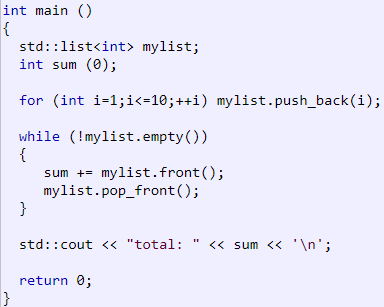 int main ()
{
  std::list<int> mylist;
  int sum (0);

  for (int i=1;i<=10;++i) mylist.push_back(i);

  while (!mylist.empty())
  {
     sum += mylist.front();
     mylist.pop_front();
  }

  std::cout << "total: " << sum << '\n';

  return 0;
}